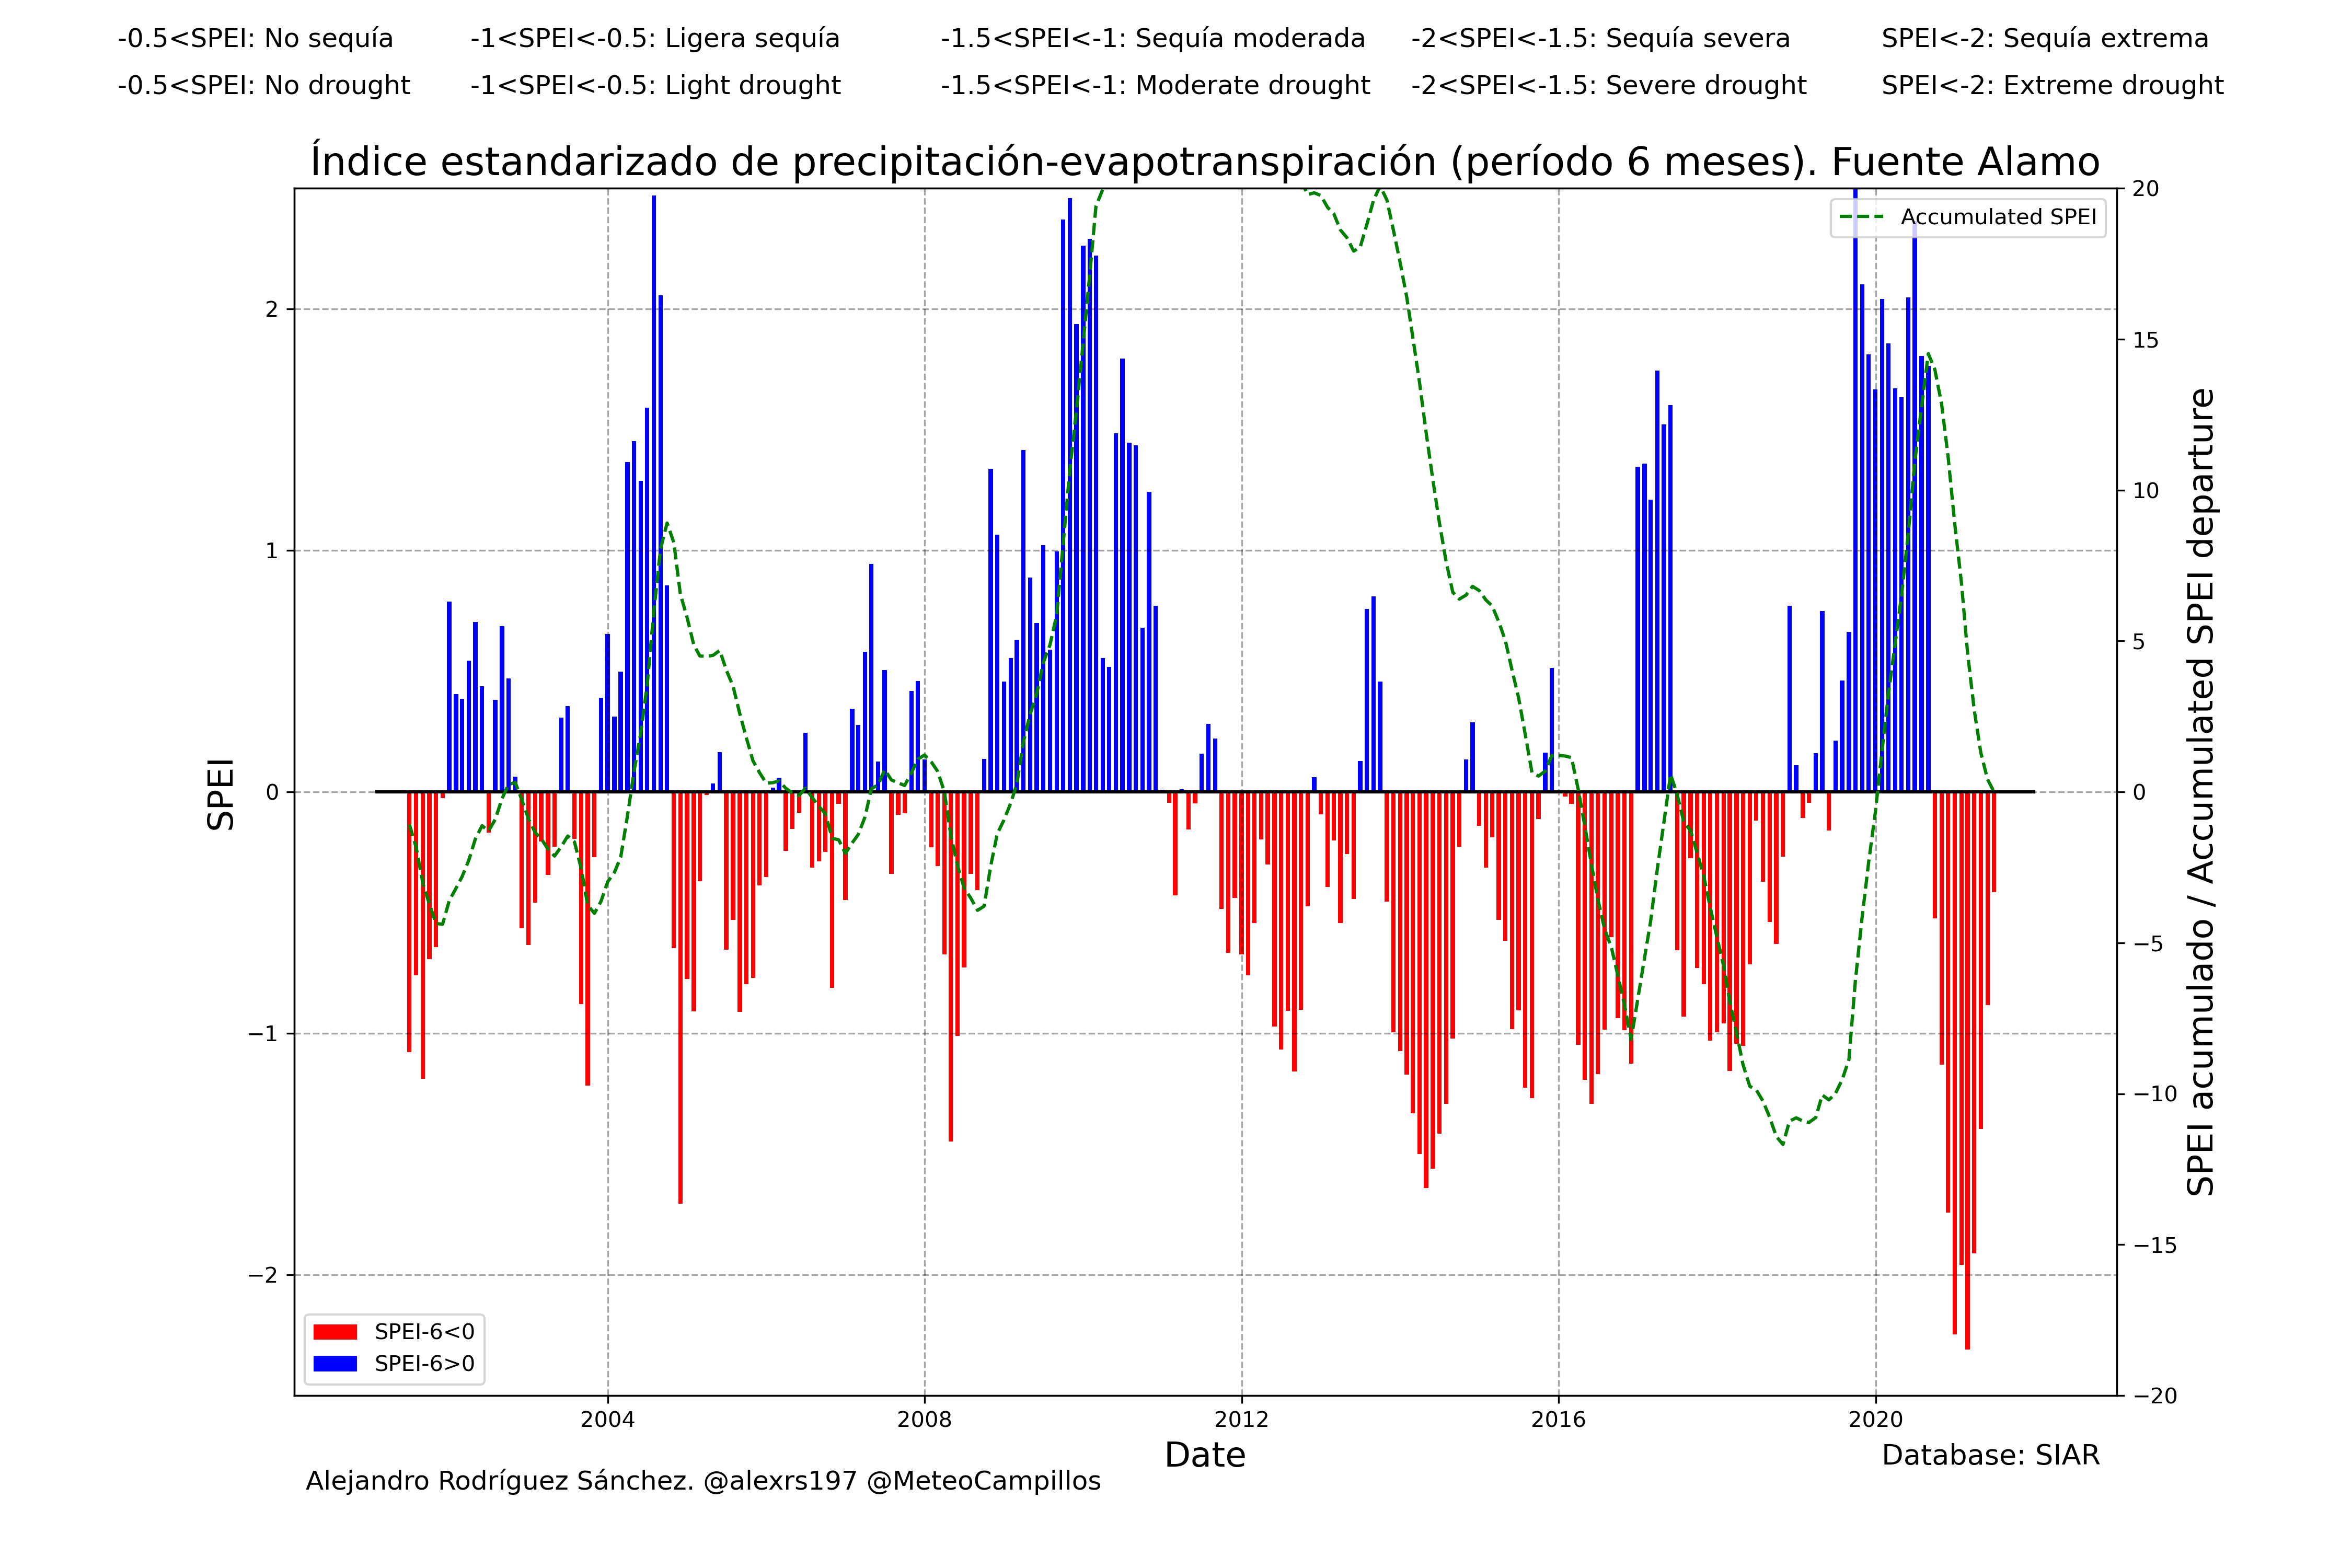 -0.5<SPEI: No sequía -1<SPEI<-0.5: Ligera sequía -1.5<SPEI<-1: Sequía moderada -2<SPEI<-1.5: Sequía severa SPEI<-2: Sequía extrema
-0.5<SPEI: No drought -1<SPEI<-0.5: Light drought -1.5<SPEI<-1: Moderate drought -2<SPEI<-1.5: Severe drought SPEI<-2: Extreme drought
Índice estandarizado de precipitación-evapotranspiración (período 6 meses). Fuente Alamo
Accumulated SPEI
SPEI
2
1
0
−1
−2
20
15
10
5
0
−5
−10
−15
−20
SPEI acumulado / Accumulated SPEI departure
SPEI-6<0
SPEI-6>0
2004 2008 2012 2016 2020
Date
Database: SIAR
Alejandro Rodríguez Sánchez. @alexrs197 @MeteoCampillos